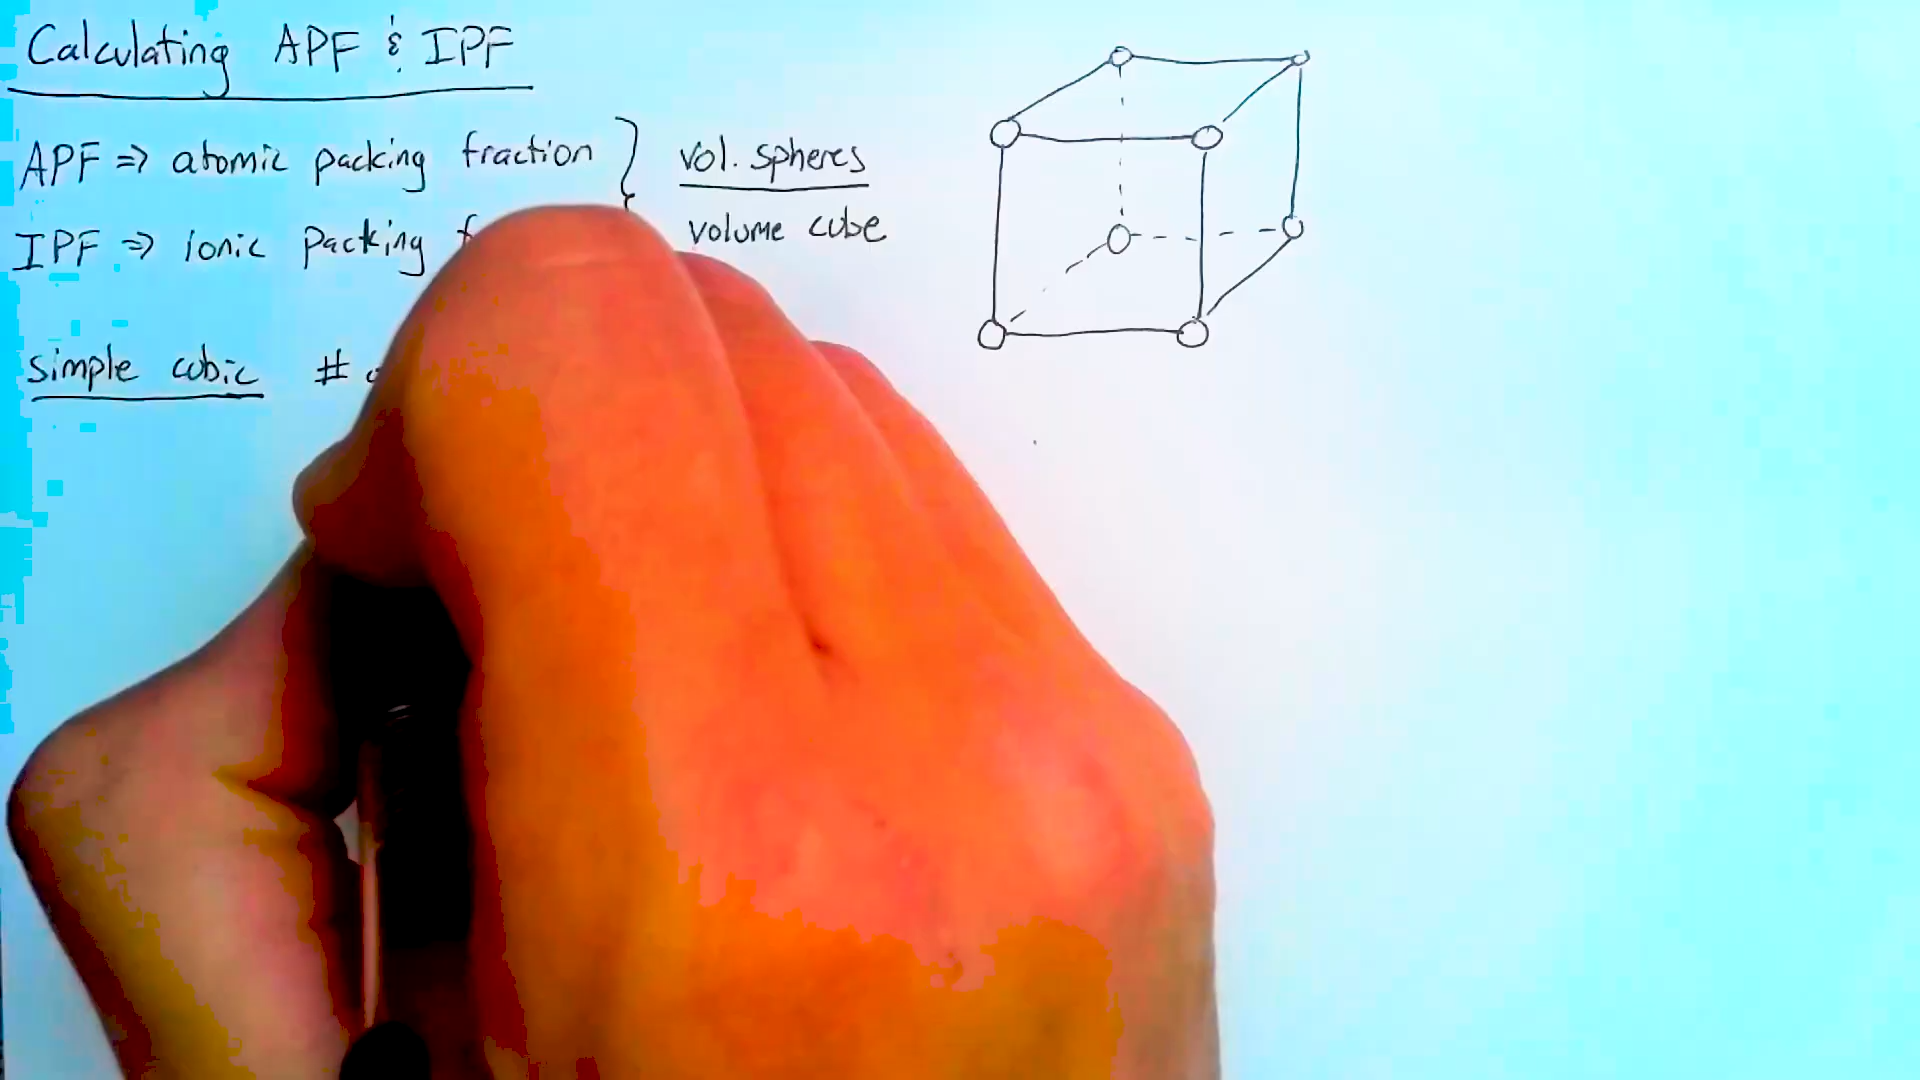 Calculating APF & IPF
APF => atomic packing fraction
IPF => ionic packing
vol. spheres
volume cube
simple cubic #